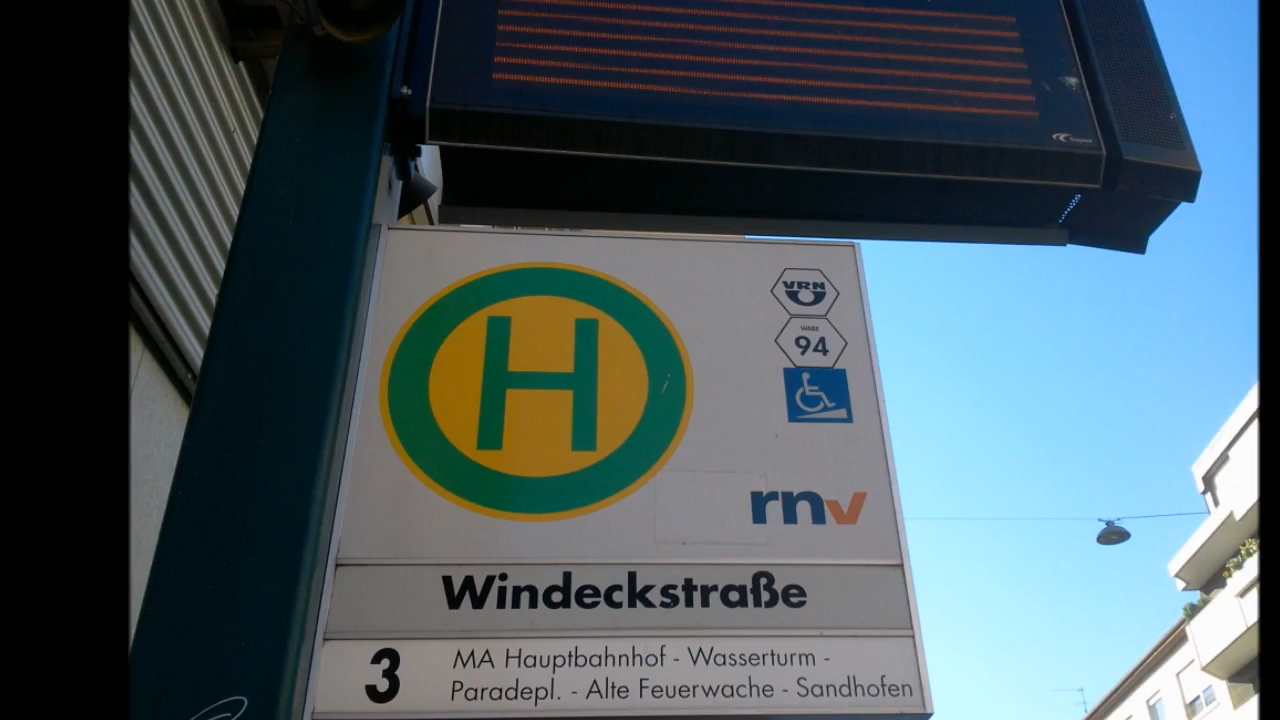 H
VRN
WABE
94
rnv
Windeckstraße
3
MA Hauptbahnhof - Wasserturm -
Paradepl. - Alte Feuerwache - Sandhofen